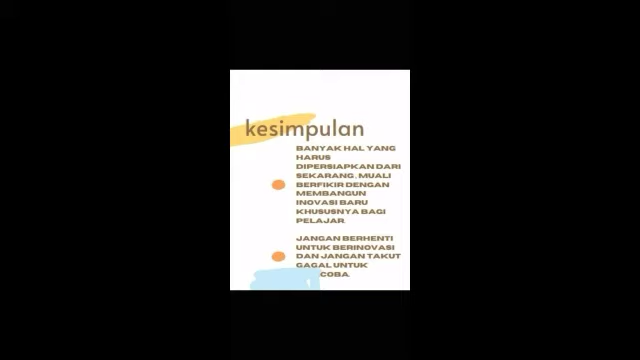 kesimpulan
BANYAK HAL YANG
HARUS
DIPERSIAPKAN DARI
SEKARANG, MUALI
BERFIKIR DENGAN
MEMBANGUN
INOVASI BARU
KHUSUSNYA BAGI
PELAJAR
JANGAN BERHENTI
UNTUK BERINOVASI
DAN JANGAN TAKUT
GAGAL UNTUK
COBA.